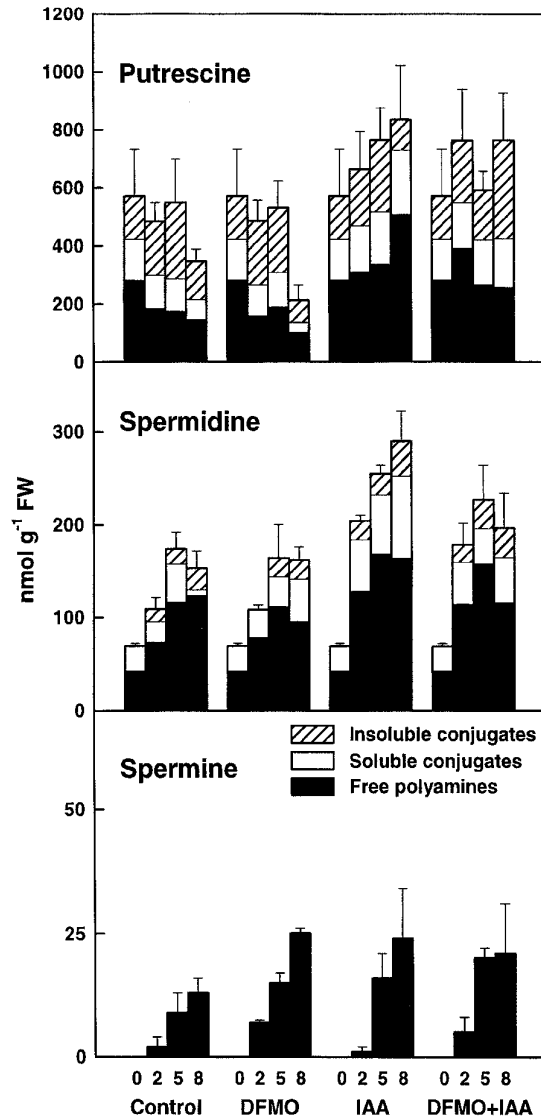 1200
Putrescine
1000
800
600
400
200
0
Spermidine
300
200
100
0
nmol g⁻¹ FW
Insoluble conjugates
Soluble conjugates
Free polyamines
Spermine
50
25
0
0 2 5 8 0 2 5 8 0 2 5 8 0 2 5 8
Control DFMO IAA DFMO+IAA